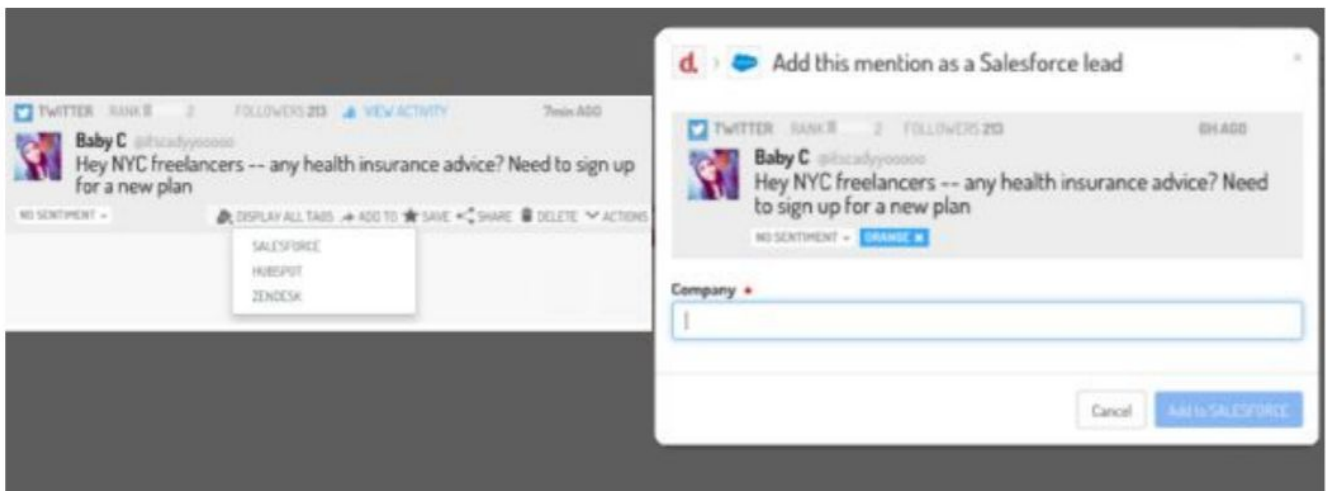 TWITTER RANK 2 FOLLOWERS 213 VIEW ACTIVITY 7min AGO
Baby C
Hey NYC freelancers -- any health insurance advice? Need to sign up
for a new plan
NO SENTIMENT DISPLAY ALL TAGS ADD TO SAVE SHARE DELETE ACTIONS
SALESFORCE
HUBSPOT
ZENDESK
d. › Add this mention as a Salesforce lead ×
TWITTER RANK 2 FOLLOWERS 213 6H AGO
Baby C
Hey NYC freelancers -- any health insurance advice? Need
to sign up for a new plan
NO SENTIMENT ORANGE ×
Company
Cancel Add to SALESFORCE